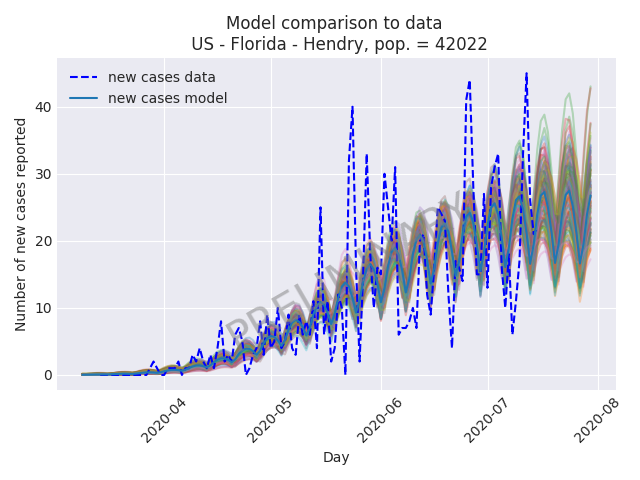 Model comparison to data
US - Florida - Hendry, pop. = 42022
new cases data
new cases model
PRELIMINARY
Number of new cases reported
40
30
20
10
0
2020-04
2020-05
2020-06
2020-07
2020-08
Day